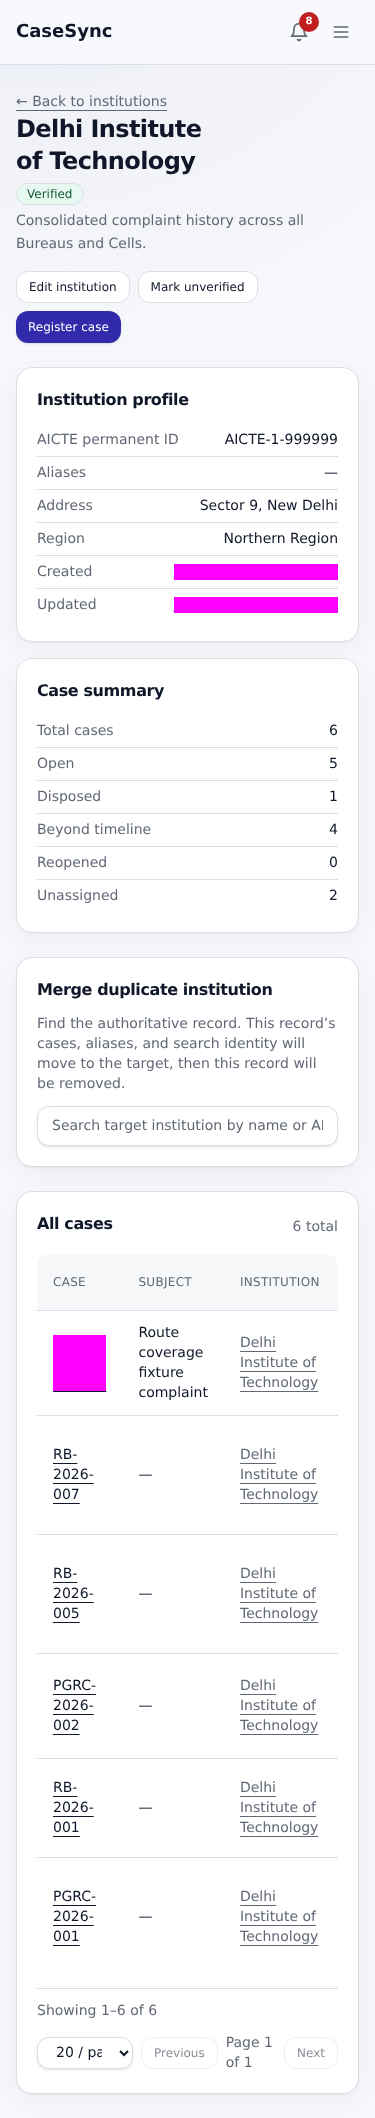 CaseSync
8
← Back to institutions
Delhi Institute
of Technology
Verified
Consolidated complaint history across all
Bureaus and Cells.
Edit institution
Mark unverified
Register case
Institution profile
AICTE permanent ID AICTE-1-999999
Aliases —
Address Sector 9, New Delhi
Region Northern Region
Created
Updated
Case summary
Total cases 6
Open 5
Disposed 1
Beyond timeline 4
Reopened 0
Unassigned 2
Merge duplicate institution
Find the authoritative record. This record's
cases, aliases, and search identity will
move to the target, then this record will
be removed.
Search target institution by name or AI
All cases 6 total
CASE SUBJECT INSTITUTION
Route
coverage
fixture
complaint
Delhi
Institute of
Technology
RB-
2026-
007
—
Delhi
Institute of
Technology
RB-
2026-
005
—
Delhi
Institute of
Technology
PGRC-
2026-
002
—
Delhi
Institute of
Technology
RB-
2026-
001
—
Delhi
Institute of
Technology
PGRC-
2026-
001
—
Delhi
Institute of
Technology
Showing 1–6 of 6
20 / pa
Previous
Page 1
of 1
Next